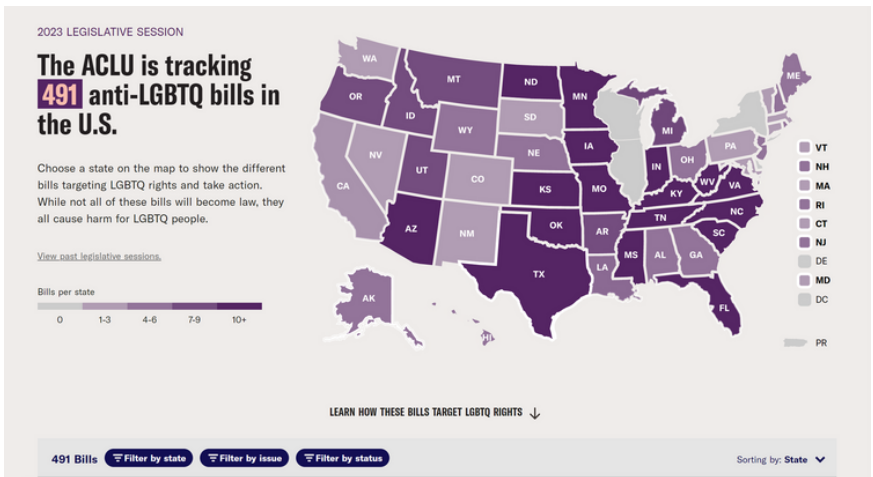 2023 LEGISLATIVE SESSION
The ACLU is tracking
491 anti-LGBTQ bills in
the U.S.
Choose a state on the map to show the different
bills targeting LGBTQ rights and take action.
While not all of these bills will become law, they
all cause harm for LGBTQ people.
View past legislative sessions.
Bills per state
0 1-3 4-6 7-9 10+
WA
MT
ND
MN
ME
OR
ID
SD
WY
MI
IA
NE
PA
NV
UT
CO
IN
OH
CA
KS
MO
WV
VA
KY
AZ
NM
OK
AR
TN
NC
SC
TX
LA
MS
AL
GA
AK
FL
HI
VT
NH
MA
RI
CT
NJ
DE
MD
DC
PR
LEARN HOW THESE BILLS TARGET LGBTQ RIGHTS
491 Bills Filter by state Filter by issue Filter by status Sorting by: State